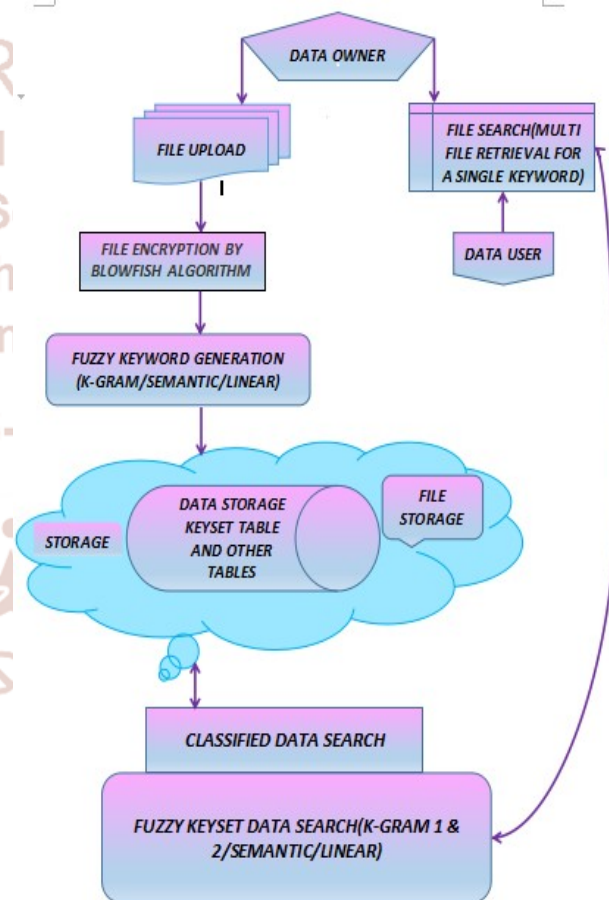 DATA OWNER
FILE UPLOAD
FILE SEARCH(MULTI
FILE RETRIEVAL FOR
A SINGLE KEYWORD)
DATA USER
FILE ENCRYPTION BY
BLOWFISH ALGORITHM
FUZZY KEYWORD GENERATION
(K-GRAM/SEMANTIC/LINEAR)
STORAGE
DATA STORAGE
KEYSET TABLE
AND OTHER
TABLES
FILE
STORAGE
CLASSIFIED DATA SEARCH
FUZZY KEYSET DATA SEARCH(K-GRAM 1 &
2/SEMANTIC/LINEAR)